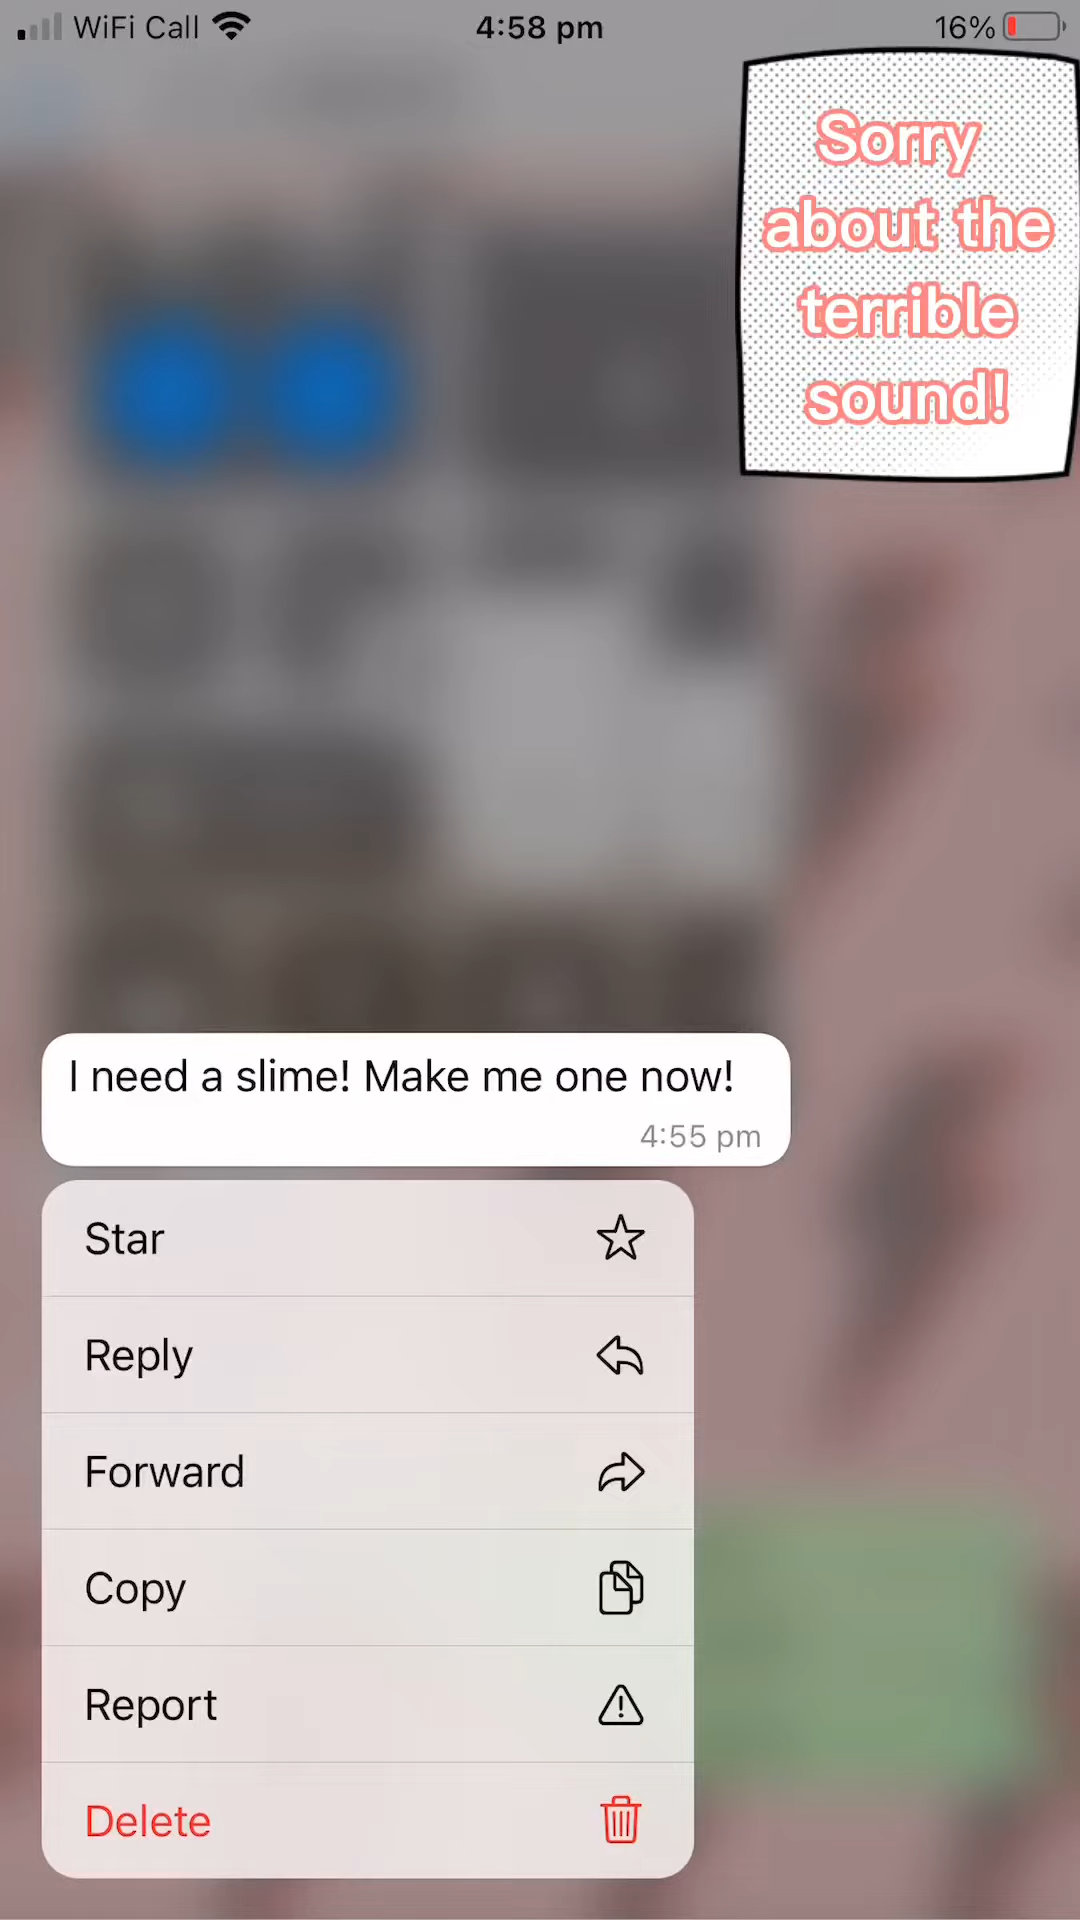 WiFi Call 4:58 pm 16%
Sorry
about the
terrible
sound!
I need a slime! Make me one now!
4:55 pm
Star
Reply
Forward
Copy
Report
Delete